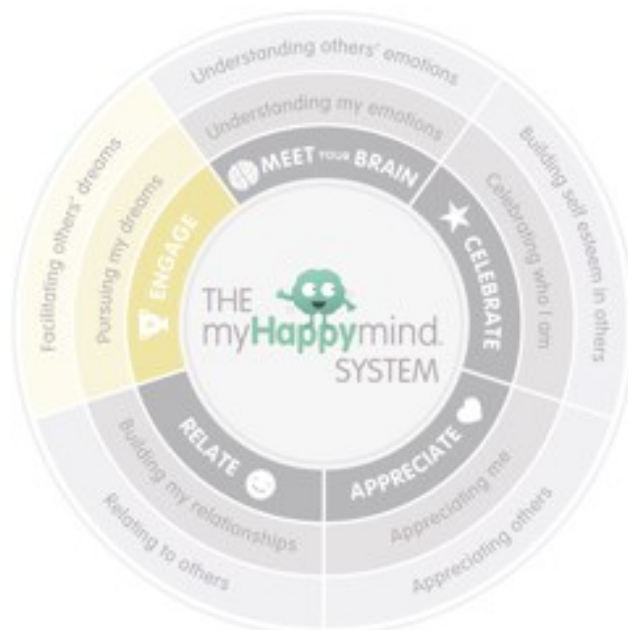 Understanding others' emotions
Understanding my emotions
MEET YOUR BRAIN
Building self esteem in others
Celebrating who I am
CELEBRATE
Appreciating others
Appreciating me
APPRECIATE
Relating to others
Building my relationships
RELATE
Facilitating others' dreams
Pursuing my dreams
ENGAGE
THE
myHappymind.
SYSTEM